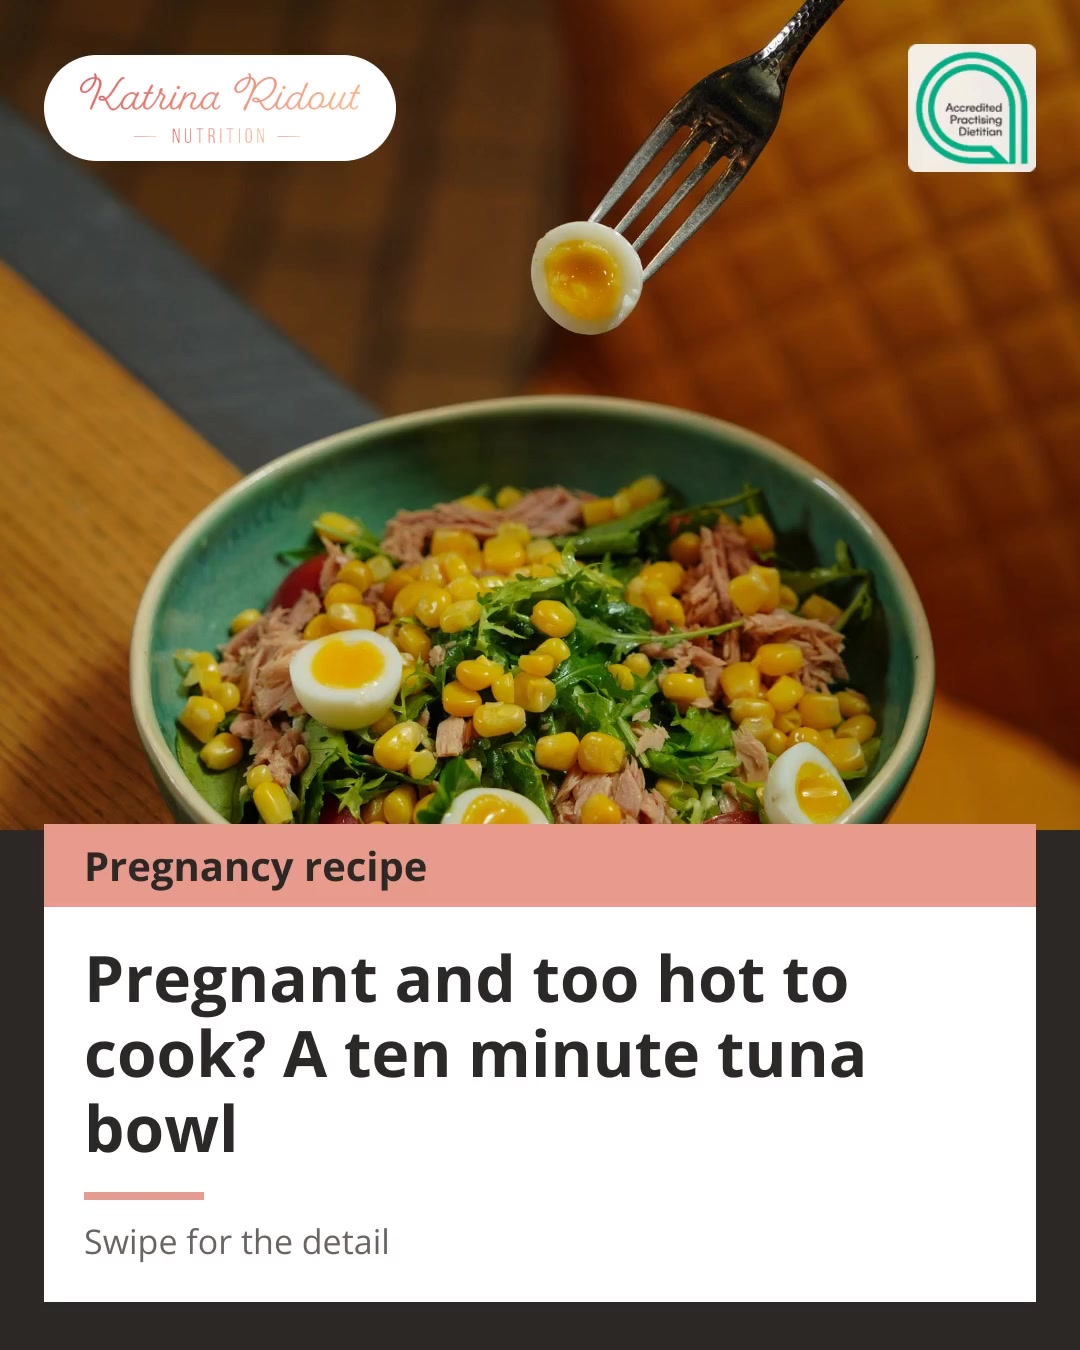 Katrina Ridout
NUTRITION
Accredited
Practising
Dietitian
Pregnancy recipe
Pregnant and too hot to
cook? A ten minute tuna
bowl
Swipe for the detail